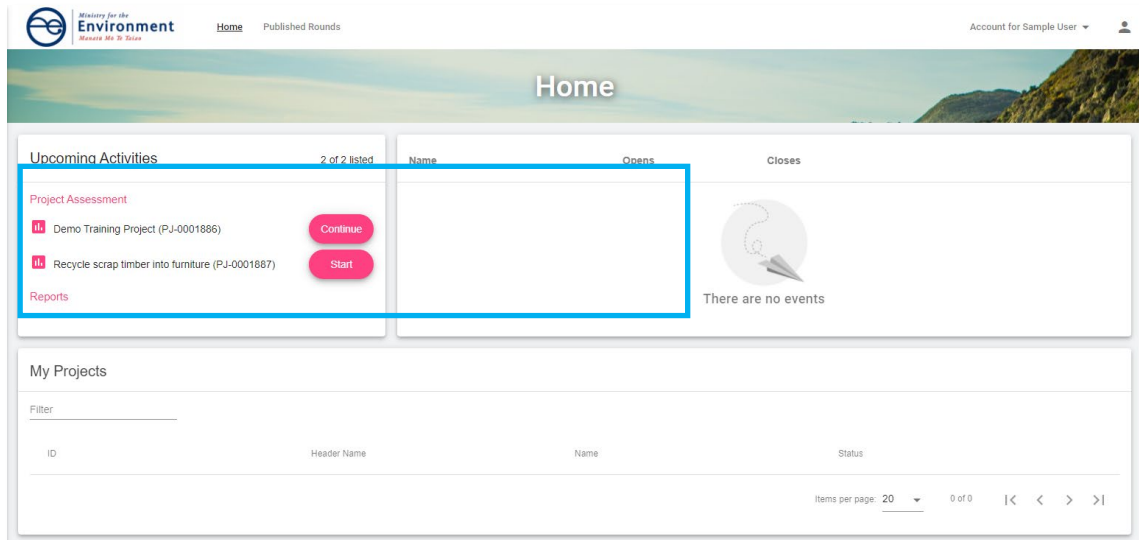 Ministry for the
Environment
Manatū Mō Te Taiao
Home Published Rounds
Account for Sample User
Home
Upcoming Activities 2 of 2 listed
Project Assessment
Demo Training Project (PJ-0001886) Continue
Recycle scrap timber into furniture (PJ-0001887) Start
Reports
Name Opens Closes
There are no events
My Projects
Filter
ID Header Name Name Status
Items per page: 20 0 of 0